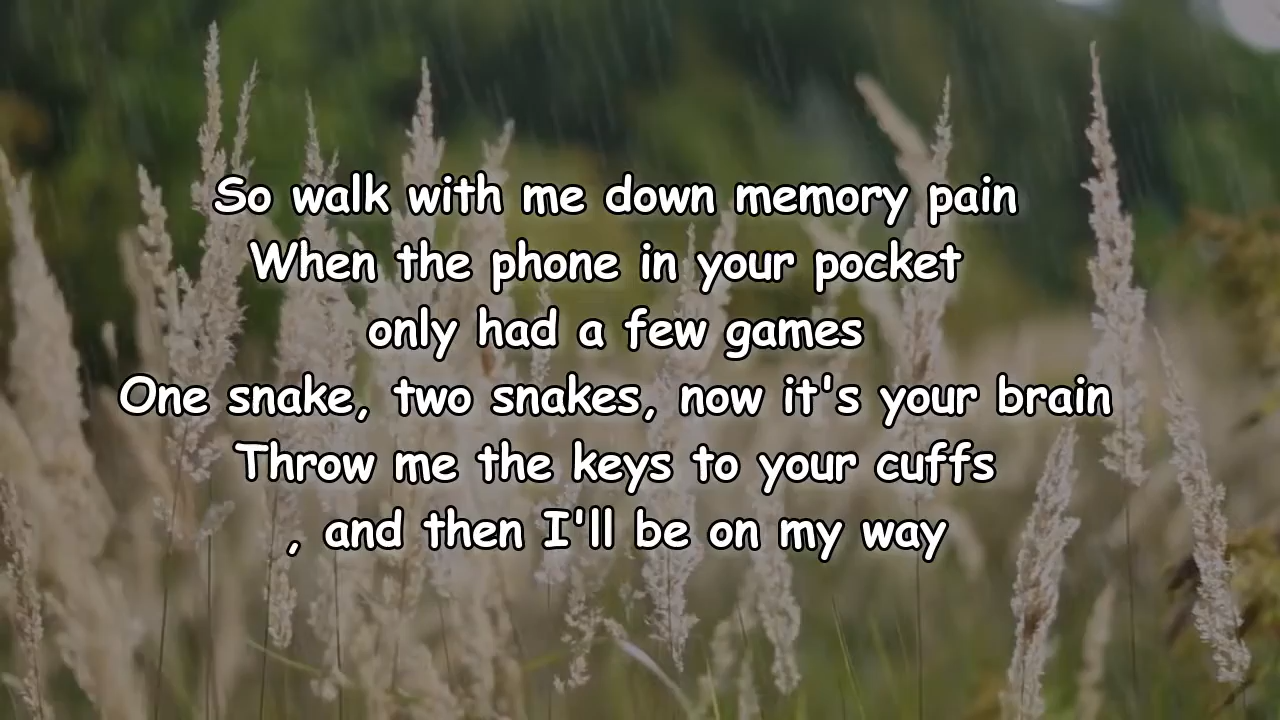 So walk with me down memory pain
When the phone in your pocket
only had a few games
One snake, two snakes, now it's your brain
Throw me the keys to your cuffs
, and then I'll be on my way